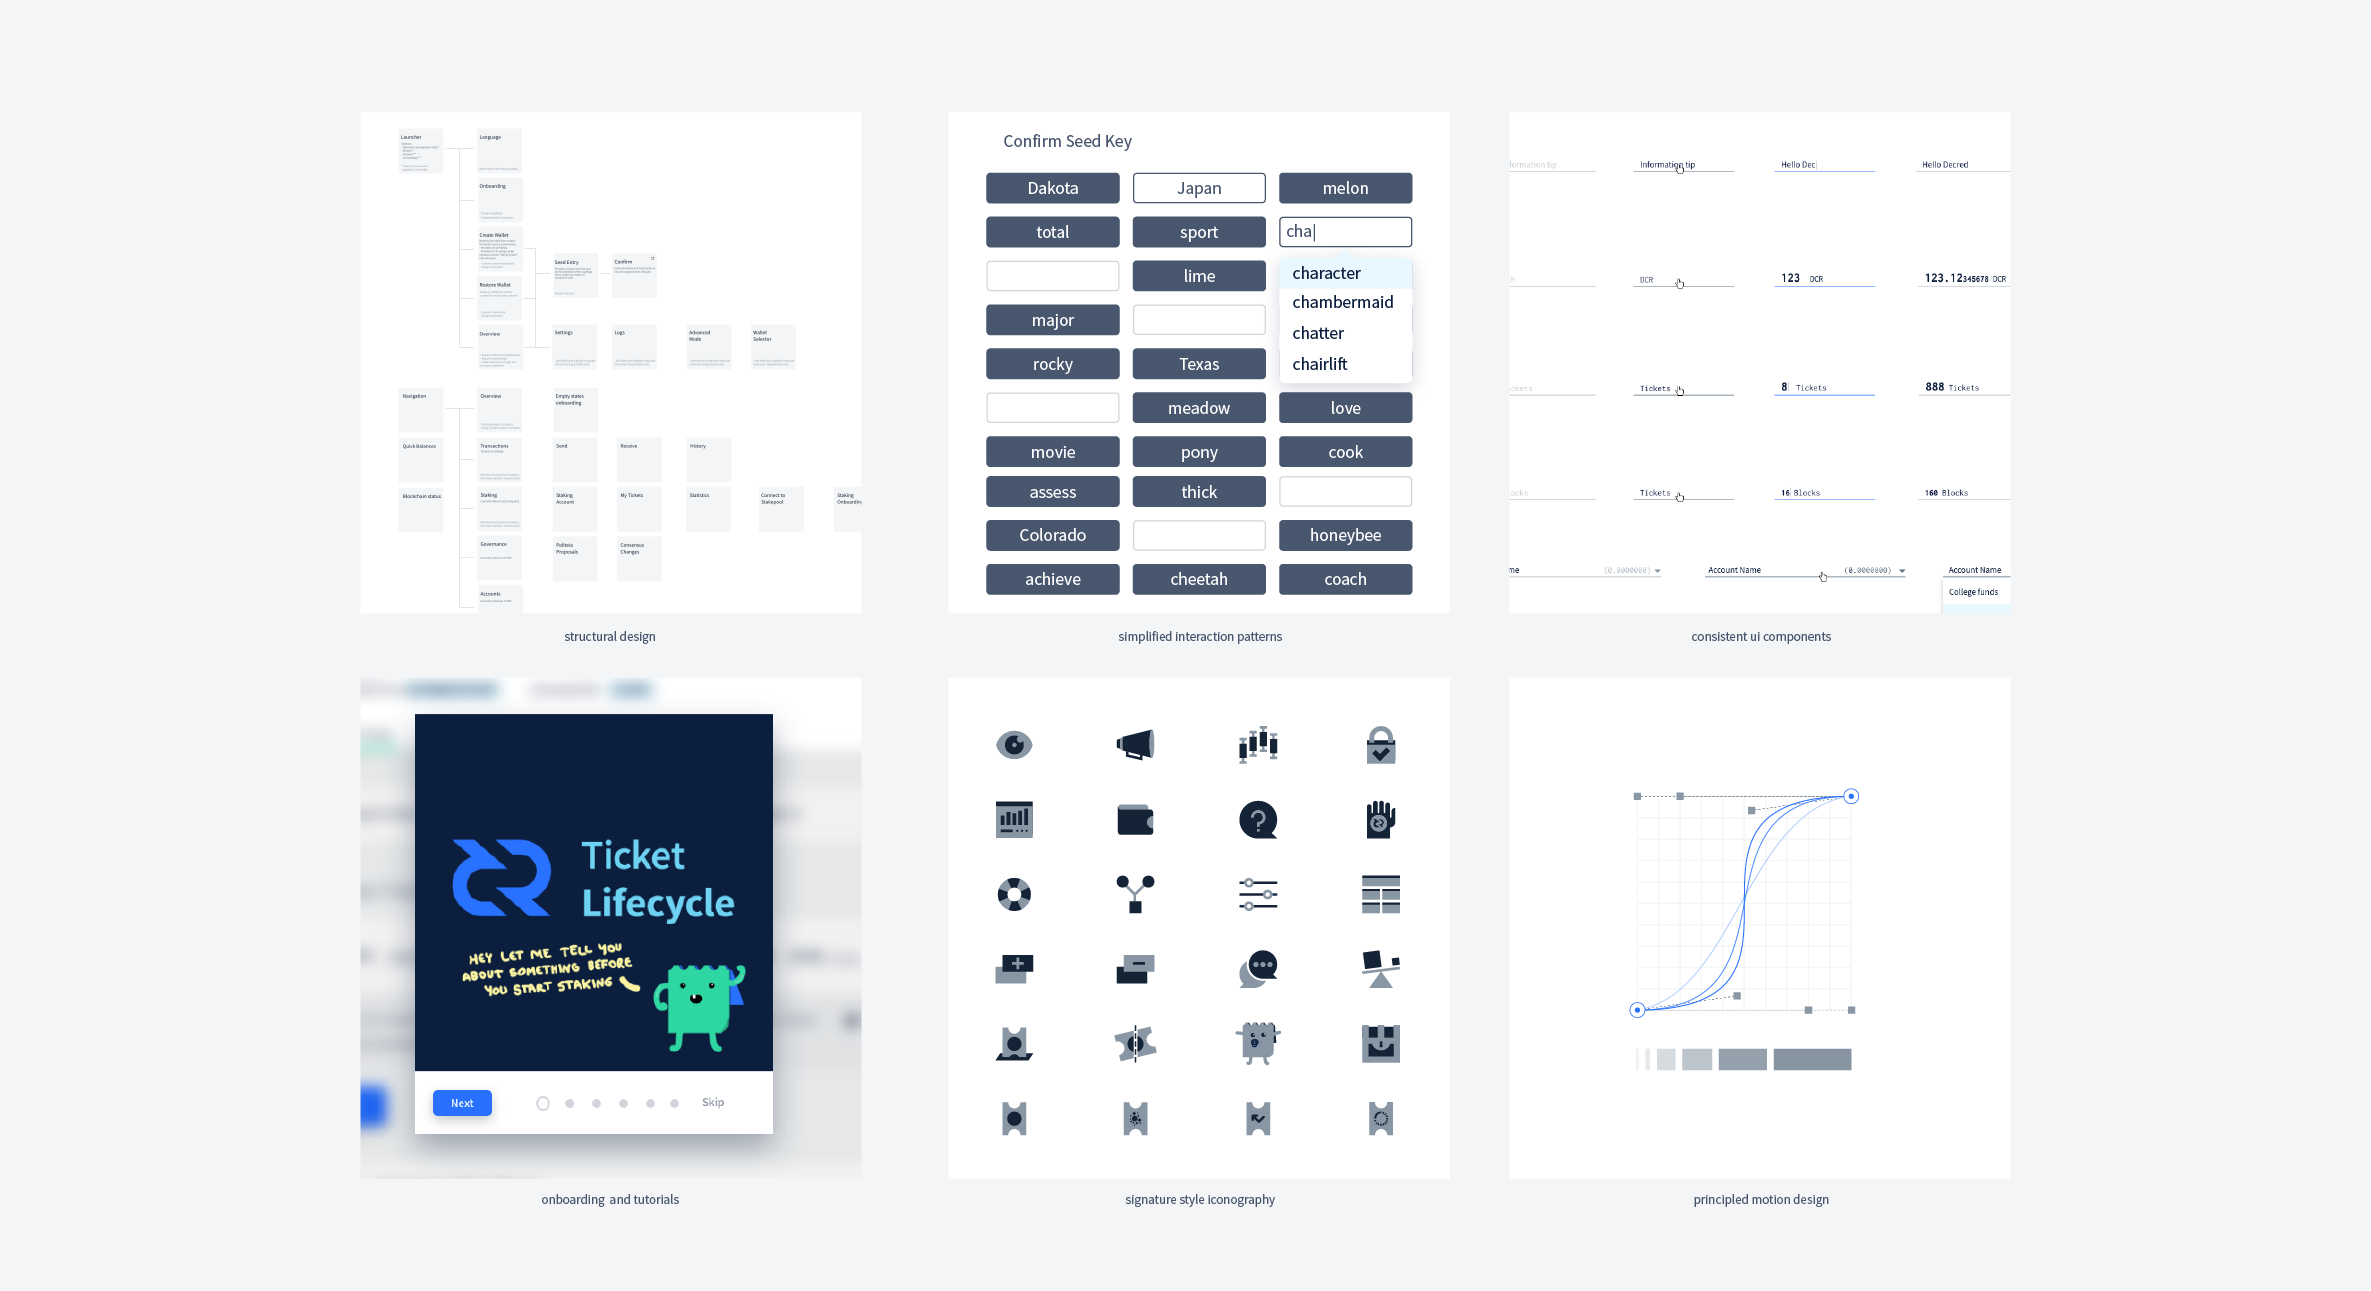 Launcher
Language
Onboarding
Create Wallet
Seed Entry
Confirm
Restore Wallet
Overview
Settings
Logs
Advanced
Mode
Wallet
Selector
Navigation
Overview
Empty states
onboarding
Quick Balances
Transactions
Send
Receive
History
Blockchain status
Staking
Staking
Account
My Tickets
Statistics
Connect to
Stakepool
Staking
Onboarding
Governance
Politeia
Proposals
Consensus
Changes
Accounts
structural design
Confirm Seed Key
Dakota
Japan
melon
total
sport
cha
lime
character
chambermaid
chatter
chairlift
major
rocky
Texas
meadow
love
movie
pony
cook
assess
thick
Colorado
honeybee
achieve
cheetah
coach
simplified interaction patterns
formation tip
Information tip
Hello Dec
Hello Decred
DCR
123 DCR
123.12345678 DCR
ckets
Tickets
8 Tickets
888 Tickets
ocks
Tickets
16 Blocks
160 Blocks
me
(0.0000000)
Account Name
(0.0000000)
Account Name
College funds
consistent ui components
Ticket
Lifecycle
HEY LET ME TELL YOU
ABOUT SOMETHING BEFORE
YOU START STAKING
Next
Skip
onboarding and tutorials
signature style iconography
principled motion design